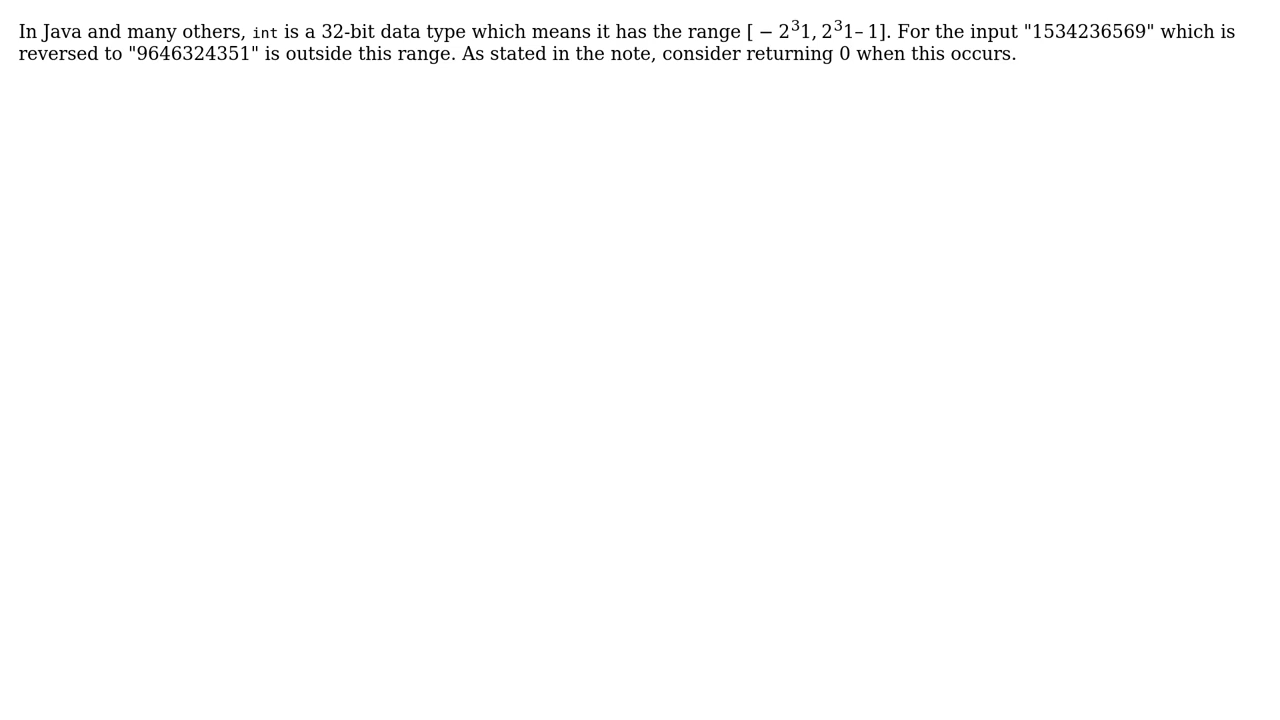 In Java and many others, int is a 32-bit data type which means it has the range [ − 2³1, 2³1– 1]. For the input "1534236569" which is
reversed to "9646324351" is outside this range. As stated in the note, consider returning 0 when this occurs.